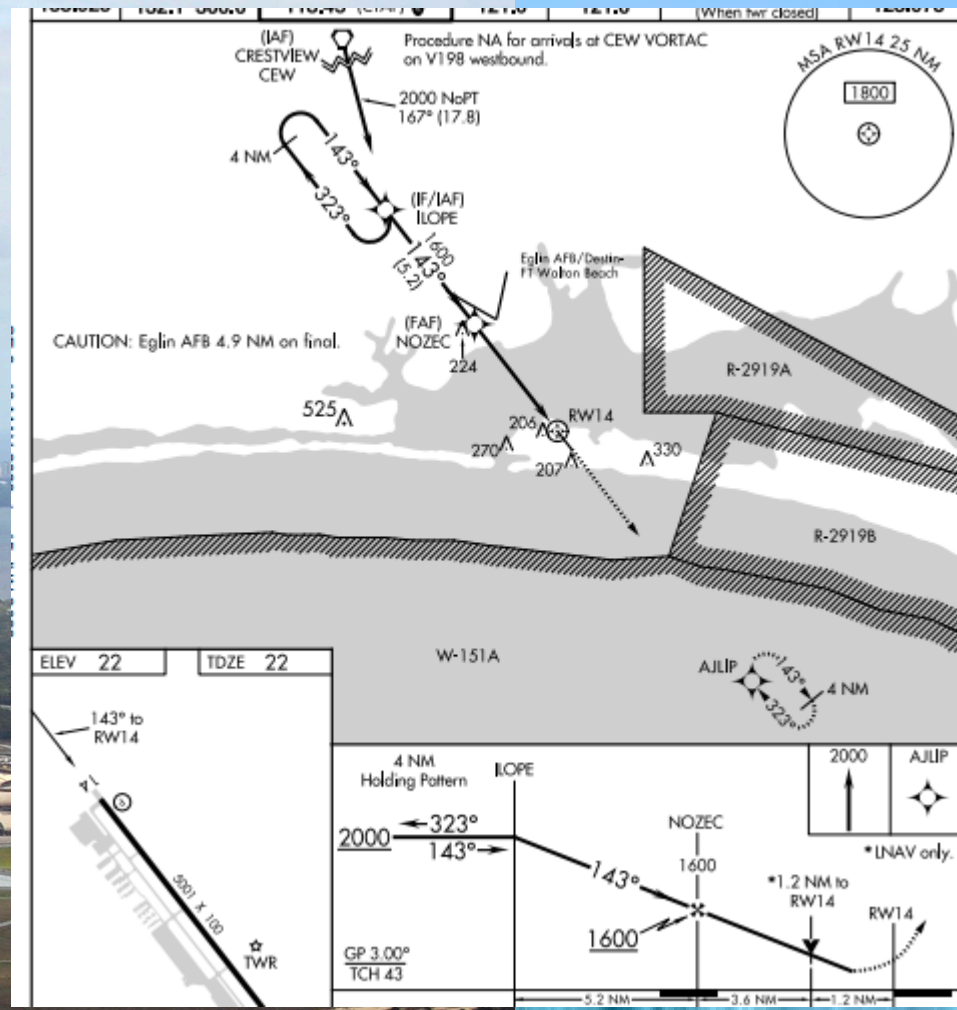 (CTAF)
(When twr closed)
(IAF)
CRESTVIEW
CEW
Procedure NA for arrivals at CEW VORTAC
on V198 westbound.
MSA RW14 25 NM
1800
2000 NoPT
167° (17.8)
4 NM
143°
323°
(IF/IAF)
ILOPE
1600
143°
(5.2)
Eglin AFB/Destin-
FT Walton Beach
CAUTION: Eglin AFB 4.9 NM on final.
(FAF)
NOZEC
224
R-2919A
525
206
RW14
270
207
330
R-2919B
W-151A
AJLIP
143°
323°
4 NM
ELEV 22
TDZE 22
143° to
RW14
14
5001 X 100
TWR
4 NM
Holding Pattern
ILOPE
2000
AJLIP
2000
323°
143°
NOZEC
1600
143°
*LNAV only.
*1.2 NM to
RW14
RW14
1600
GP 3.00°
TCH 43
5.2 NM
3.6 NM
1.2 NM